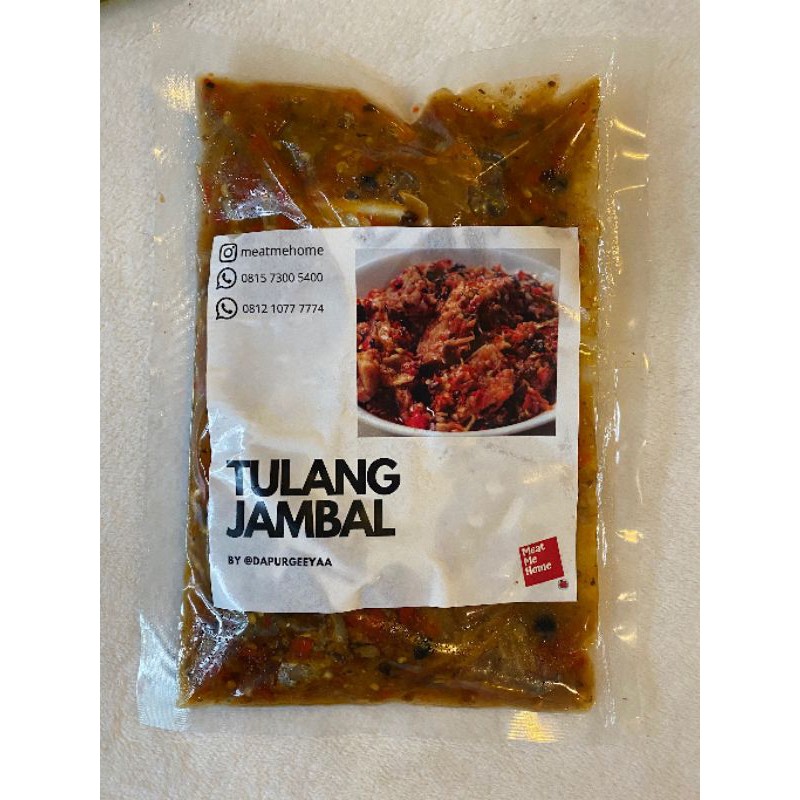 meatmehome
0815 7300 5400
0812 1077 7774
TULANG
JAMBAL
BY @DAPURGEEYAA
Meat
Me
Home